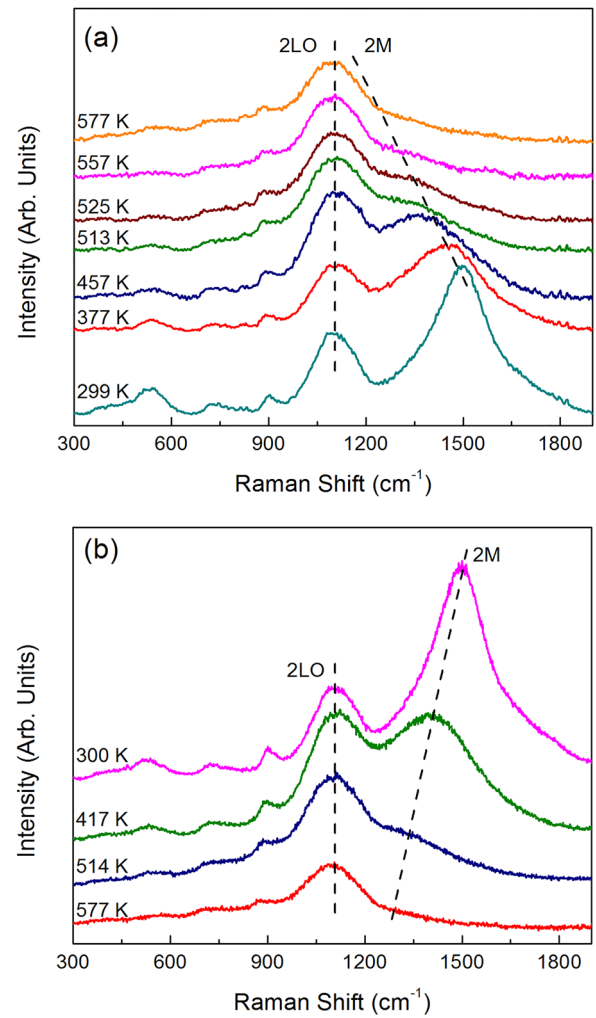 (a)
2LO
2M
577 K
557 K
525 K
513 K
457 K
377 K
299 K
Intensity (Arb. Units)
300 600 900 1200 1500 1800
Raman Shift (cm⁻¹)
(b)
2M
2LO
300 K
417 K
514 K
577 K
Intensity (Arb. Units)
300 600 900 1200 1500 1800
Raman Shift (cm⁻¹)